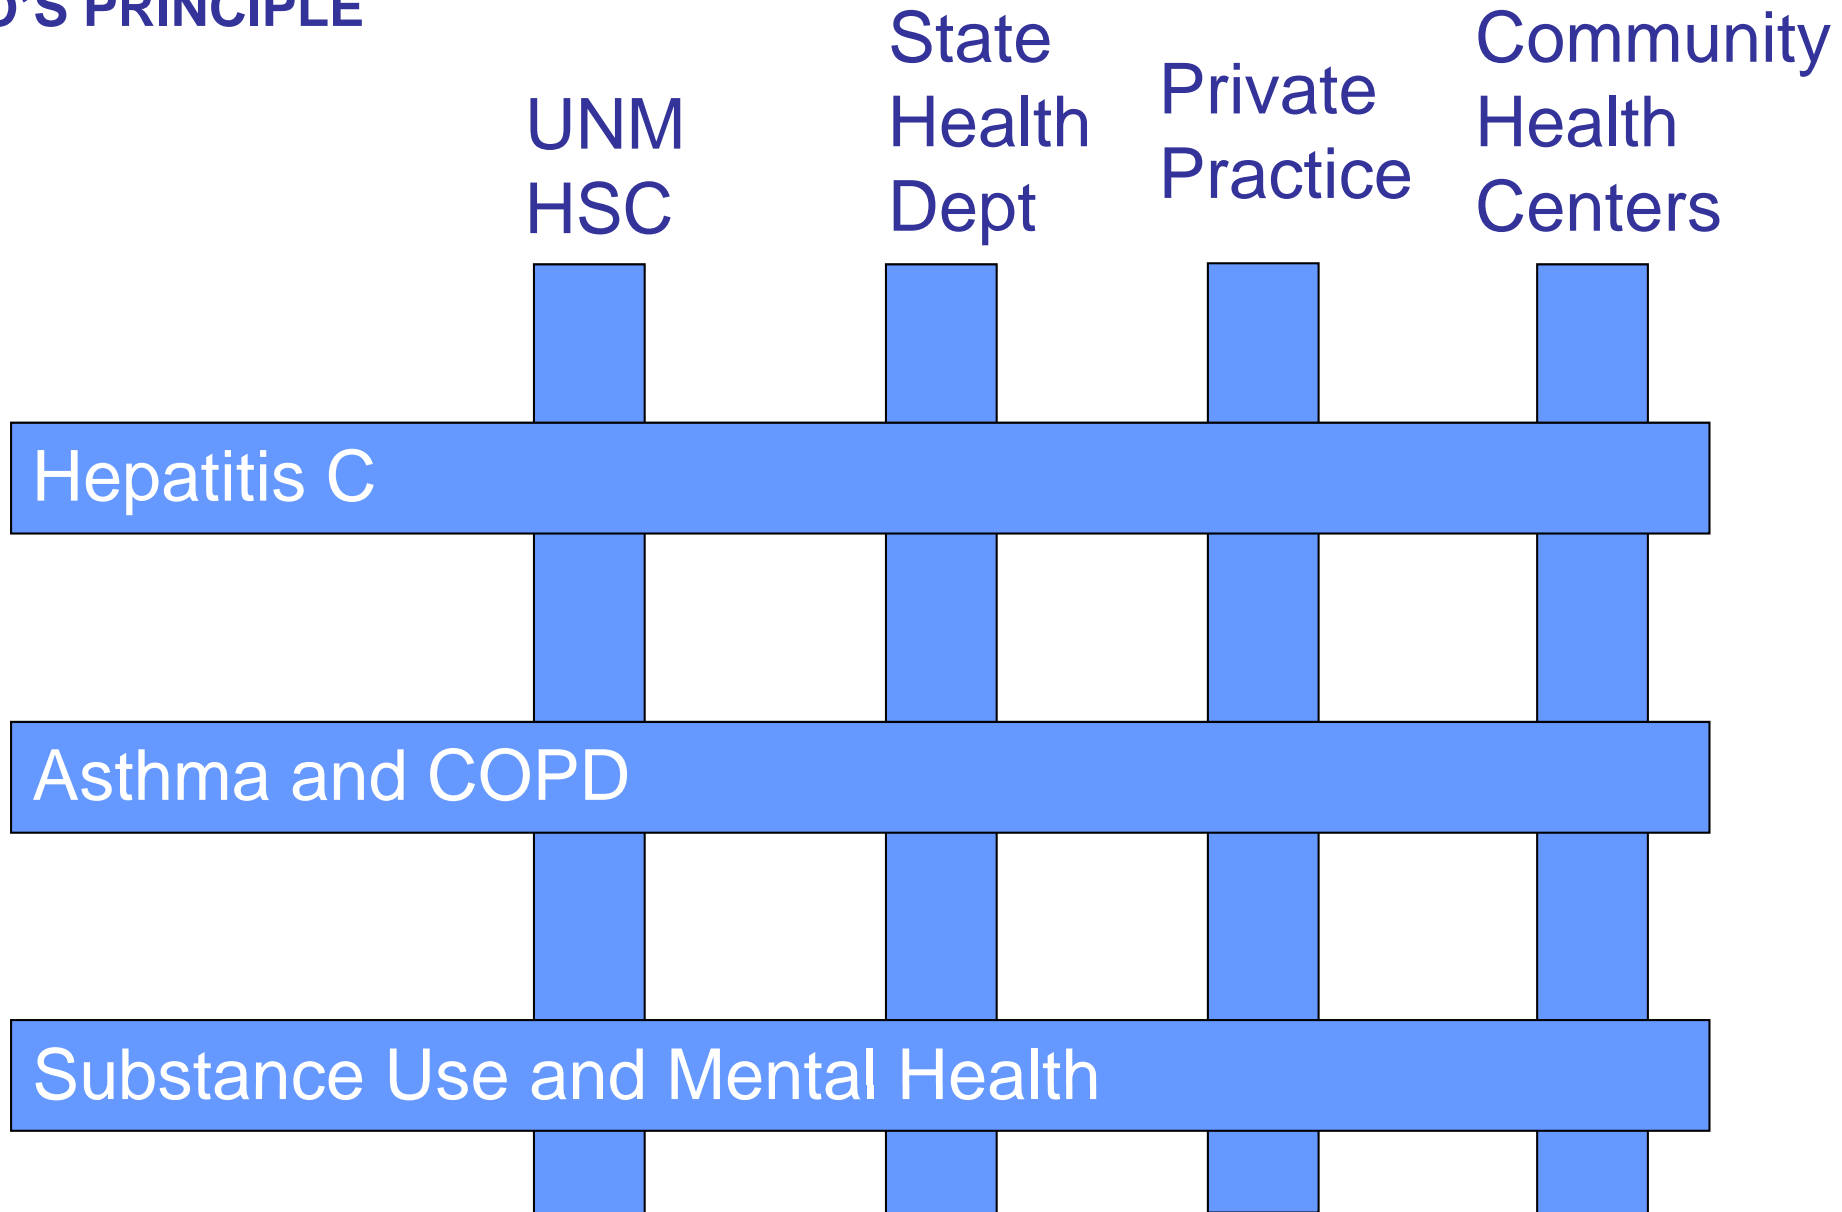 'S PRINCIPLE
UNM
HSC
State
Health
Dept
Private
Practice
Community
Health
Centers
Hepatitis C
Asthma and COPD
Substance Use and Mental Health